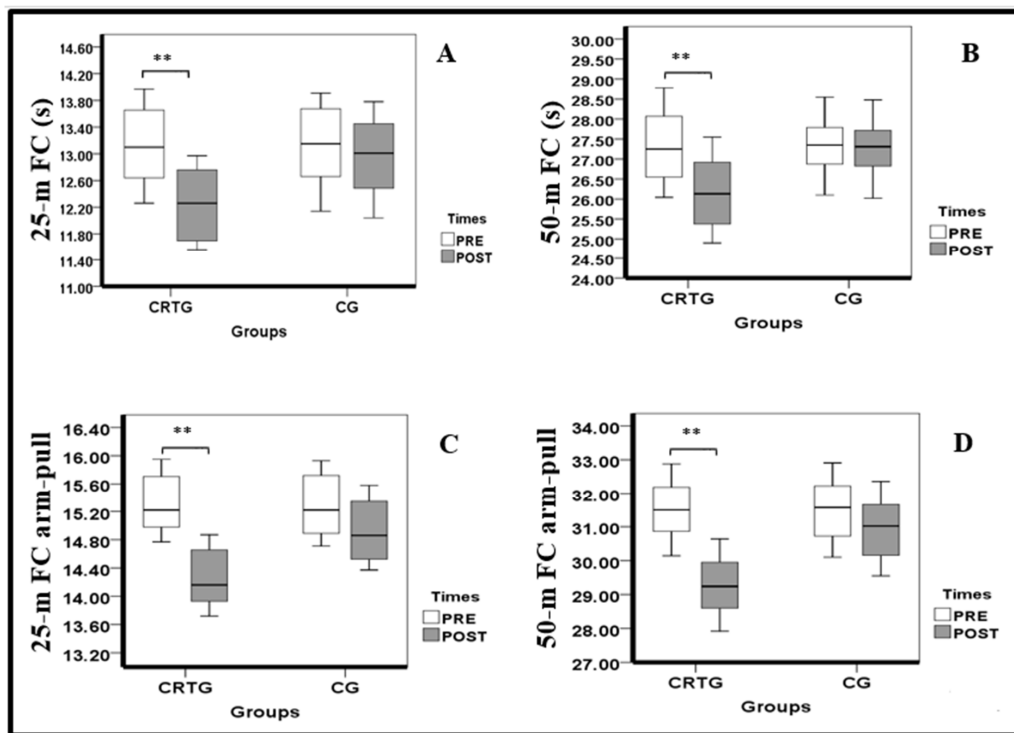 A
25-m FC (s)
14.60
14.20
13.80
13.40
13.00
12.60
12.20
11.80
11.40
11.00
**
CRTG
CG
Groups
Times
PRE
POST
B
50-m FC (s)
30.00
29.50
29.00
28.50
28.00
27.50
27.00
26.50
26.00
25.50
25.00
24.50
24.00
**
CRTG
CG
Groups
Times
PRE
POST
C
25-m FC arm-pull
16.40
16.00
15.60
15.20
14.80
14.40
14.00
13.60
13.20
**
CRTG
CG
Groups
Times
PRE
POST
D
50-m FC arm-pull
34.00
33.00
32.00
31.00
30.00
29.00
28.00
27.00
**
CRTG
CG
Groups
Times
PRE
POST